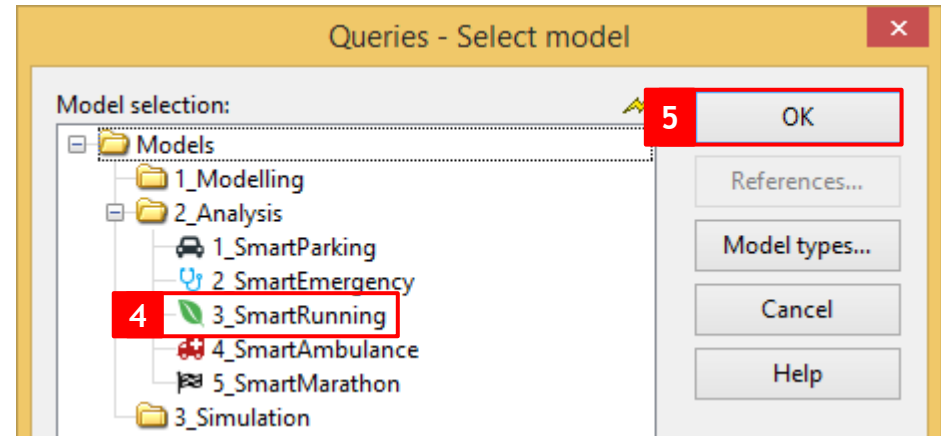 Queries - Select model
Model selection:
5 OK
Models
1_Modelling
References...
2_Analysis
1_SmartParking
Model types...
2_SmartEmergency
4 3_SmartRunning
Cancel
4_SmartAmbulance
5_SmartMarathon
Help
3_Simulation